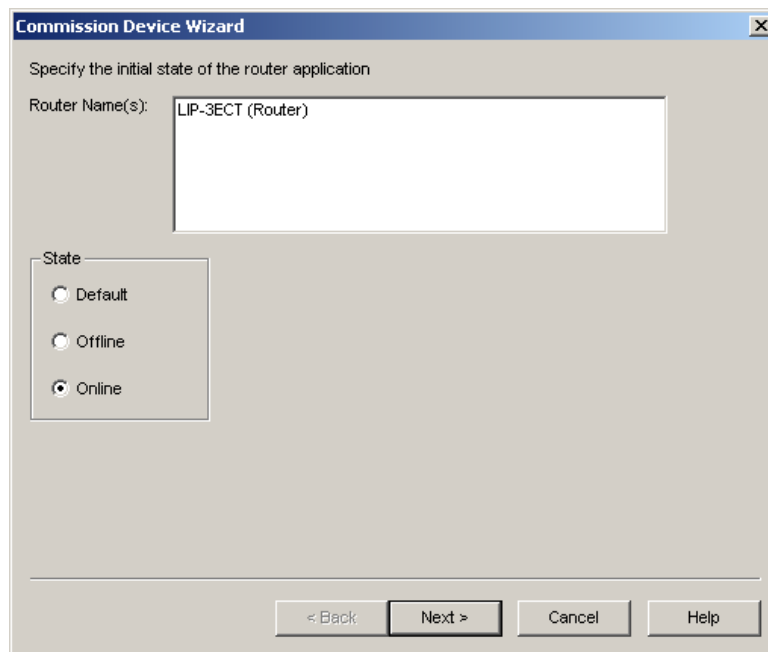 Commission Device Wizard
Specify the initial state of the router application
Router Name(s):
LIP-3ECT (Router)
State
Default
Offline
Online
< Back
Next >
Cancel
Help